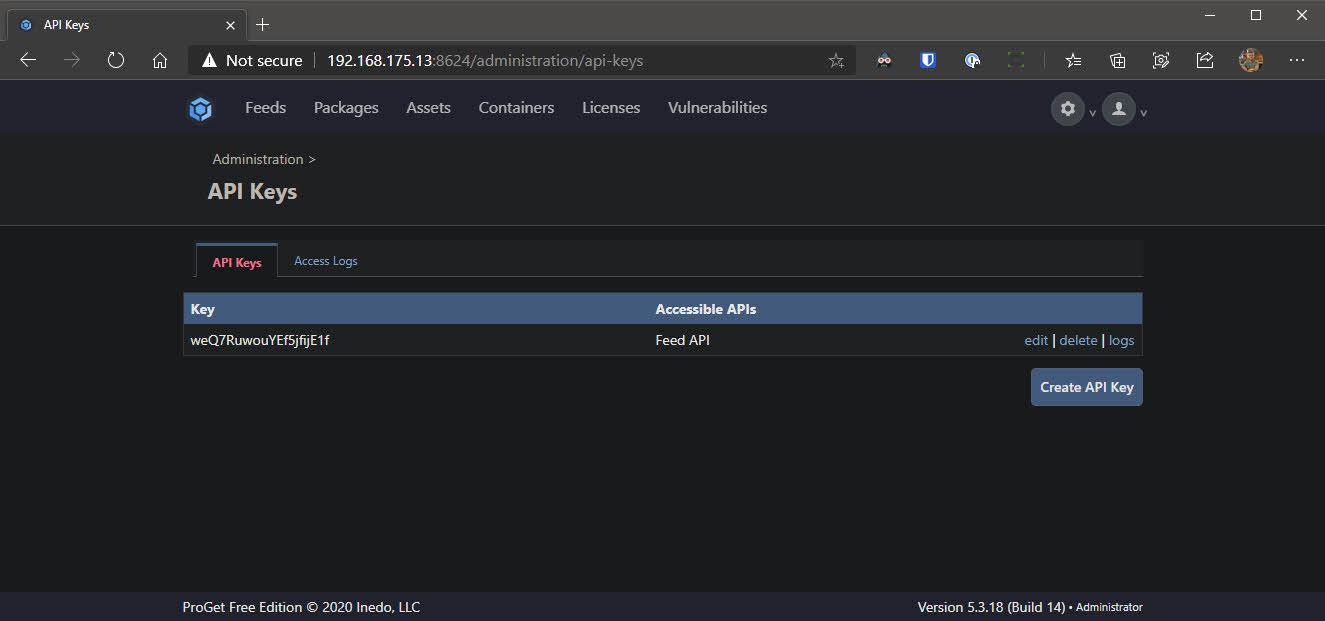 API Keys
Not secure 192.168.175.13:8624/administration/api-keys
Feeds Packages Assets Containers Licenses Vulnerabilities
Administration >
API Keys
API Keys Access Logs
Key Accessible APIs
weQ7RuwouYEf5jfijE1f Feed API edit | delete | logs
Create API Key
ProGet Free Edition © 2020 Inedo, LLC Version 5.3.18 (Build 14) • Administrator